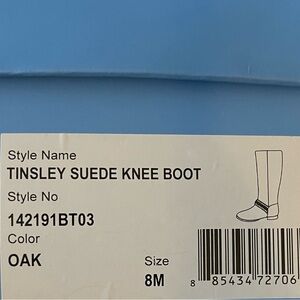 Style Name
TINSLEY SUEDE KNEE BOOT
Style No
142191BT03
Color
OAK
Size
8M
8 85434 72706